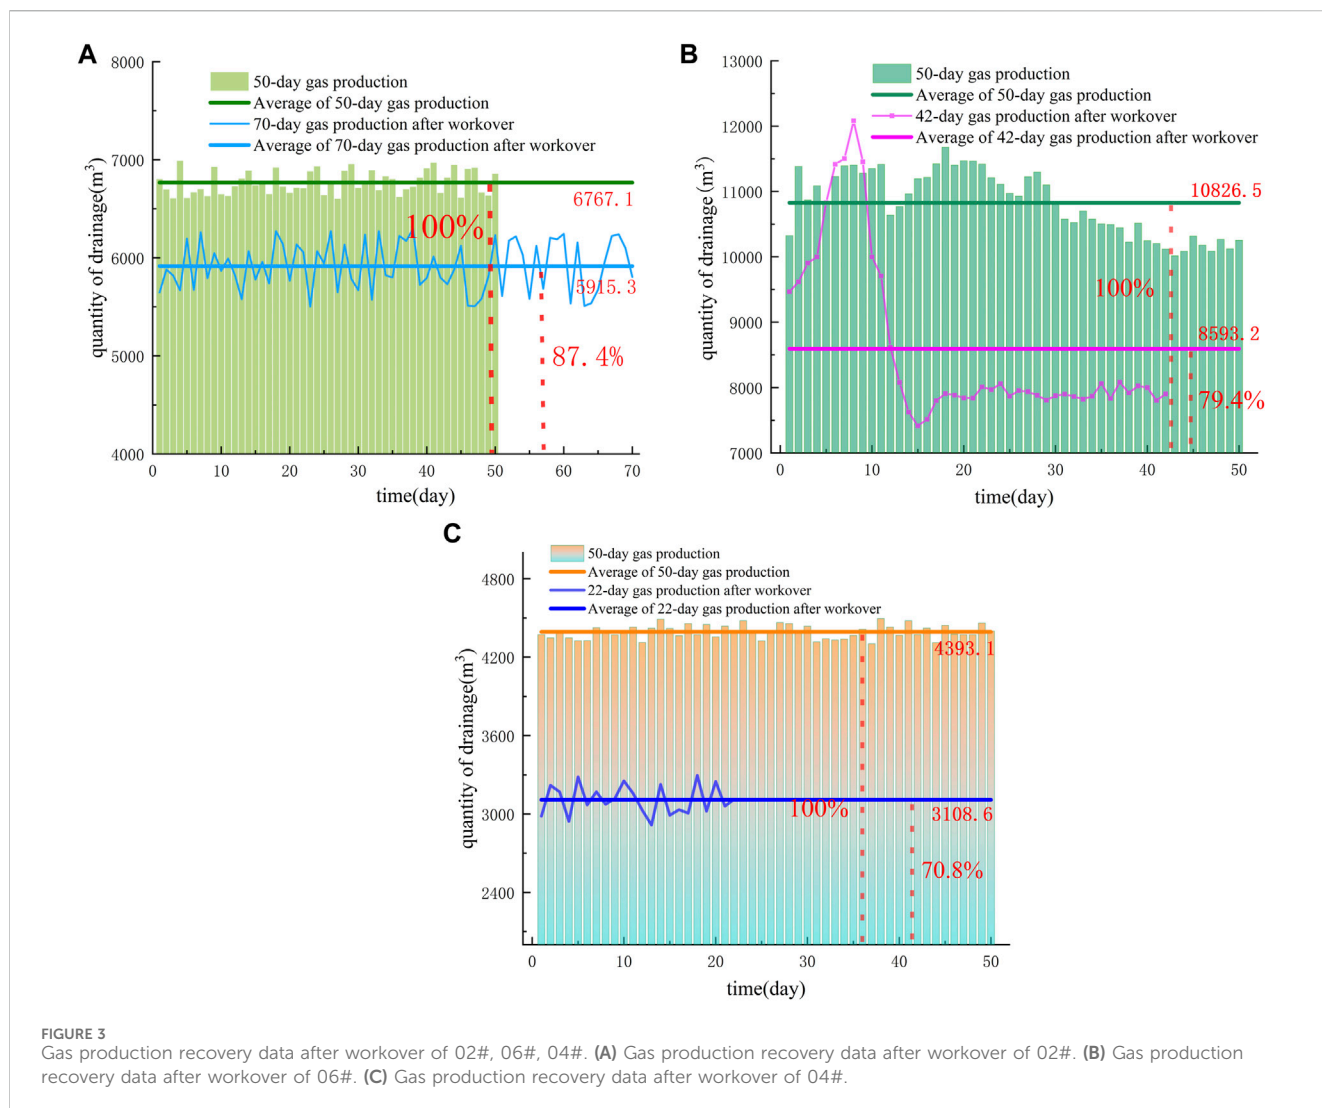 A
8000
7000
6000
5000
4000
quantity of drainage(m³)
50-day gas production
Average of 50-day gas production
70-day gas production after workover
Average of 70-day gas production after workover
6767.1
100%
5915.3
87.4%
0 10 20 30 40 50 60 70
time(day)
B
13000
12000
11000
10000
9000
8000
7000
quantity of drainage (m³)
50-day gas production
Average of 50-day production
42-day gas production after workover
Average of 42-day gas production after workover
10826.5
100%
8593.2
79.4%
0 10 20 30 40 50
time(day)
C
4800
4200
3600
3000
2400
quantity of drainage(m³)
50-day gas production
Average of 50-day gas production
22-day gas production after workover
Average of 22-day gas production after workover
4393.1
100%
3108.6
70.8%
0 10 20 30 40 50
time(day)
FIGURE 3
Gas production recovery data after workover of 02#, 06#, 04#. (A) Gas production recovery data after workover of 02#. (B) Gas production
recovery data after workover of 06#. (C) Gas production recovery data after workover of 04#.